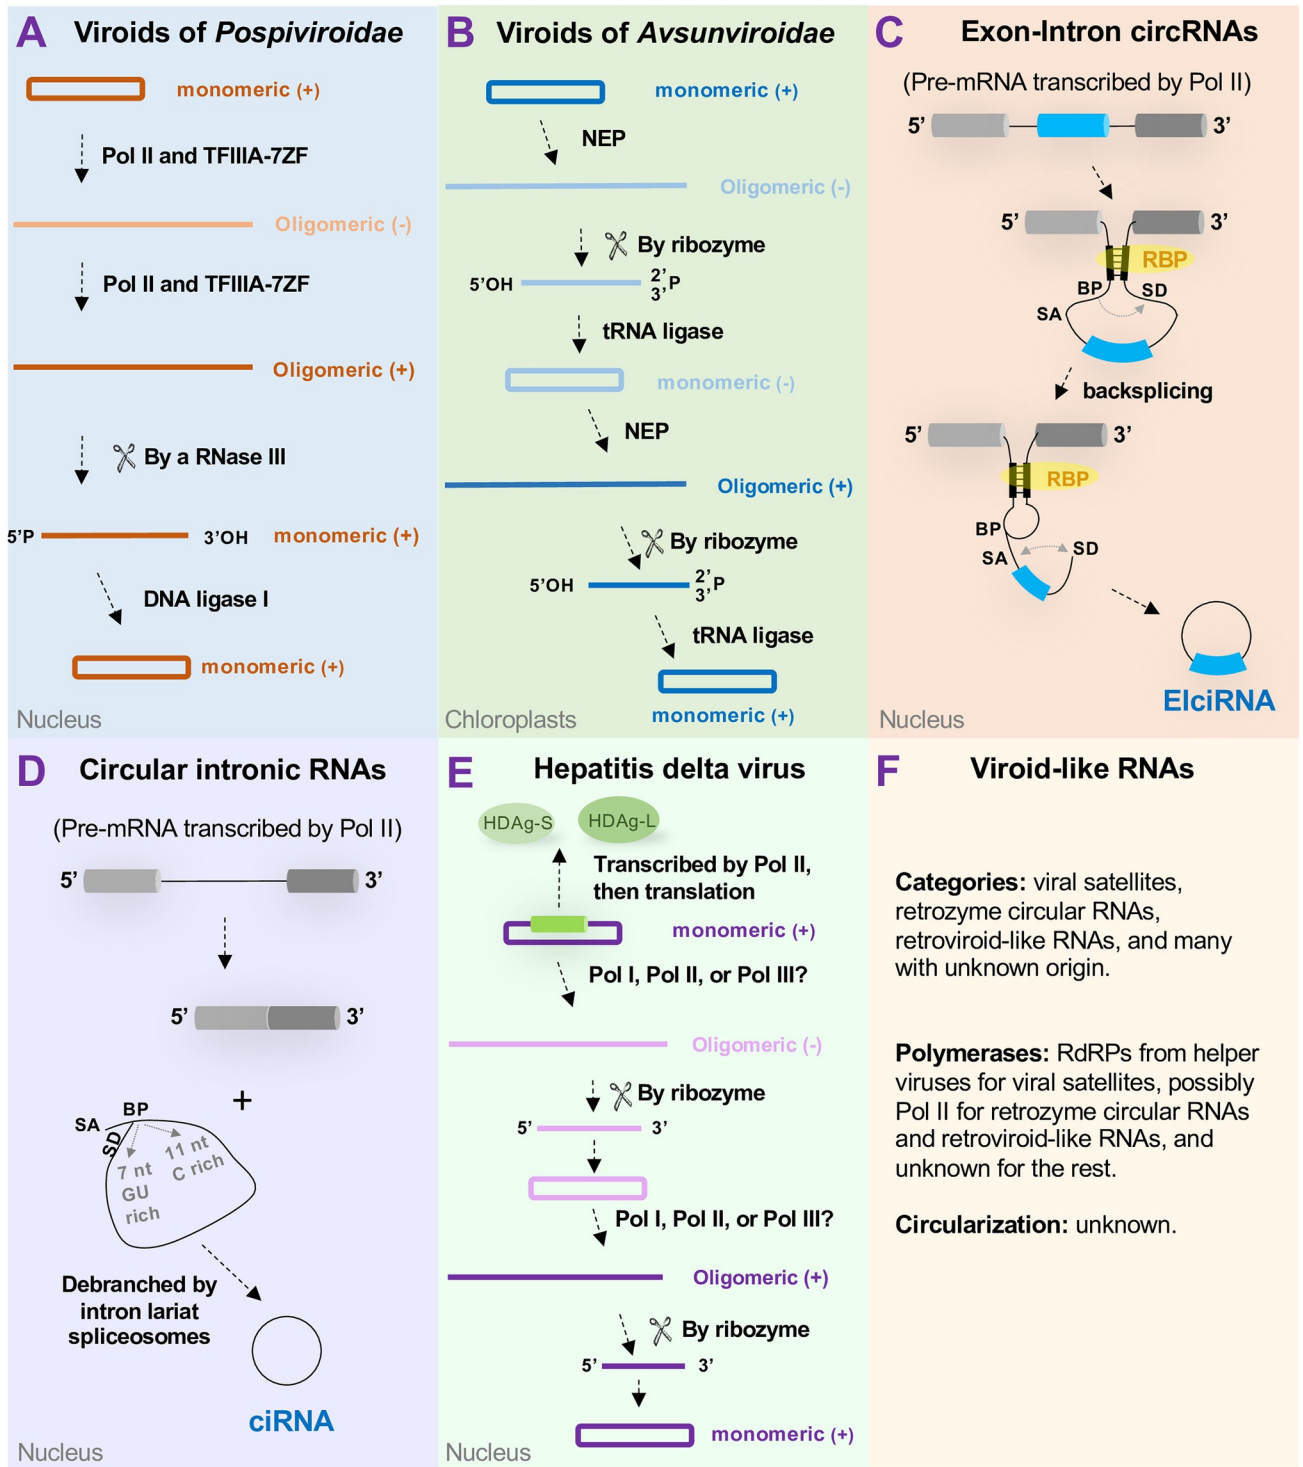 A Viroids of Pospiviroidae
monomeric (+)
Pol II and TFIIIA-7ZF
Oligomeric (-)
Pol II and TFIIIA-7ZF
Oligomeric (+)
By a RNase III
5’P 3’OH monomeric (+)
DNA ligase I
monomeric (+)
Nucleus
B Viroids of Avsunviroidae
monomeric (+)
NEP
Oligomeric (-)
By ribozyme
5’OH 2’ 3’ P
tRNA ligase
monomeric (-)
NEP
Oligomeric (+)
By ribozyme
5’OH 2’ 3’ P
tRNA ligase
monomeric (+)
Chloroplasts
C Exon-Intron circRNAs
(Pre-mRNA transcribed by Pol II)
5’ 3’
5’ 3’
RBP
BP SD
SA
backsplicing
5’ 3’
RBP
BP
SA SD
EIciRNA
Nucleus
D Circular intronic RNAs
(Pre-mRNA transcribed by Pol II)
5’ 3’
5’ 3’
+
BP
SA
SD
7 nt
GU
rich
11 nt
C rich
Debranched by
intron lariat
spliceosomes
ciRNA
Nucleus
E Hepatitis delta virus
HDAg-S HDAg-L
Transcribed by Pol II,
then translation
monomeric (+)
Pol I, Pol II, or Pol III?
Oligomeric (-)
By ribozyme
5’ 3’
Pol I, Pol II, or Pol III?
Oligomeric (+)
By ribozyme
5’ 3’
monomeric (+)
Nucleus
F Viroid-like RNAs
Categories: viral satellites,
retrozyme circular RNAs,
retroviroid-like RNAs, and many
with unknown origin.
Polymerases: RdRPs from helper
viruses for viral satellites, possibly
Pol II for retrozyme circular RNAs
and retroviroid-like RNAs, and
unknown for the rest.
Circularization: unknown.